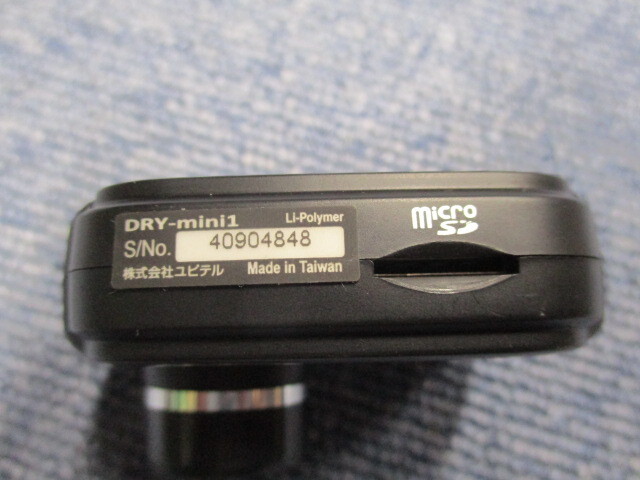 DRY-mini1 Li-Polymer
S/No. 40904848
株式会社ユピテル Made in Taiwan
micro
SD